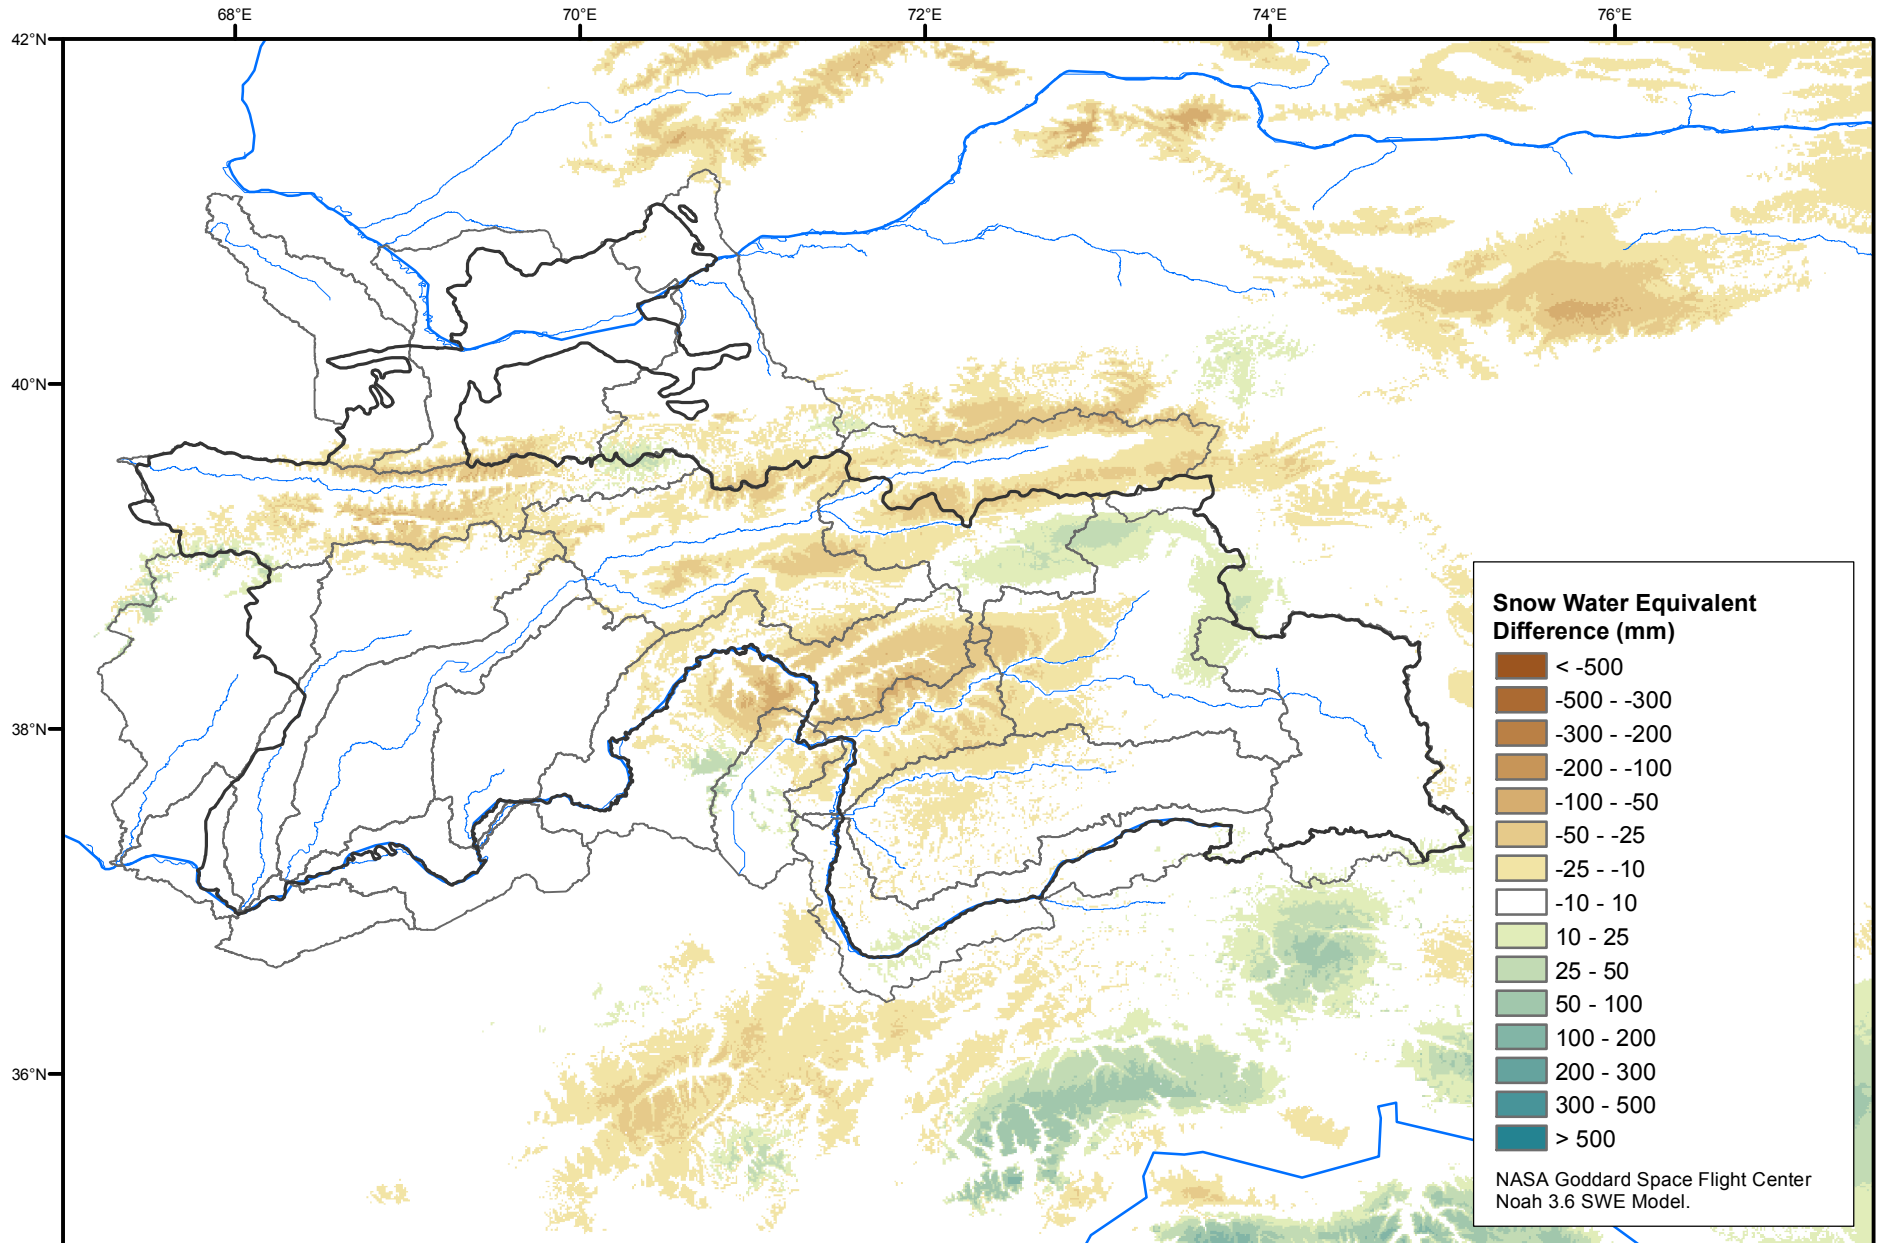 68°E
70°E
72°E
74°E
76°E
42°N
40°N
38°N
36°N
Snow Water Equivalent
Difference (mm)
< -500
-500 - -300
-300 - -200
-200 - -100
-100 - -50
-50 - -25
-25 - -10
-10 - 10
10 - 25
25 - 50
50 - 100
100 - 200
200 - 300
300 - 500
> 500
NASA Goddard Space Flight Center
Noah 3.6 SWE Model.